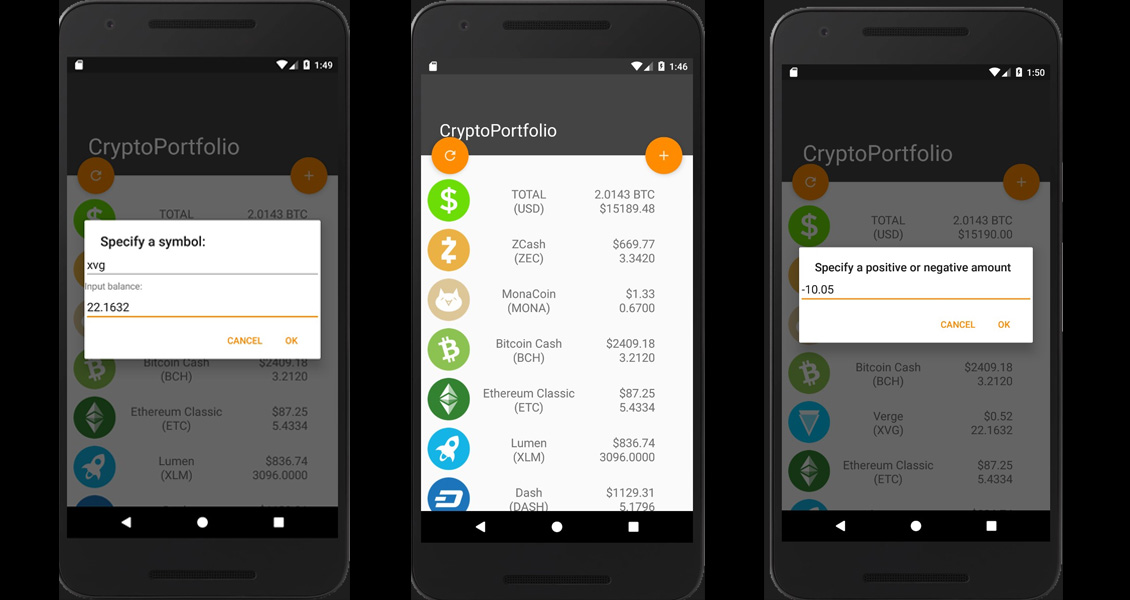 1:49
CryptoPortfolio
TOTAL 2.0143 BTC
Specify a symbol:
xvg
Input balance:
22.1632
CANCEL OK
Bitcoin Cash $2409.18
(BCH) 3.2120
Ethereum Classic $87.25
(ETC) 5.4334
Lumen $836.74
(XLM) 3096.0000
1:46
CryptoPortfolio
TOTAL 2.0143 BTC
(USD) $15189.48
ZCash $669.77
(ZEC) 3.3420
MonaCoin $1.33
(MONA) 0.6700
Bitcoin Cash $2409.18
(BCH) 3.2120
Ethereum Classic $87.25
(ETC) 5.4334
Lumen $836.74
(XLM) 3096.0000
Dash $1129.31
(DASH) 5.1796
1:50
CryptoPortfolio
TOTAL 2.0143 BTC
(USD) $15190.00
Specify a positive or negative amount
-10.05
CANCEL OK
Bitcoin Cash $2409.18
(BCH) 3.2120
Verge $0.52
(XVG) 22.1632
Ethereum Classic $87.25
(ETC) 5.4334